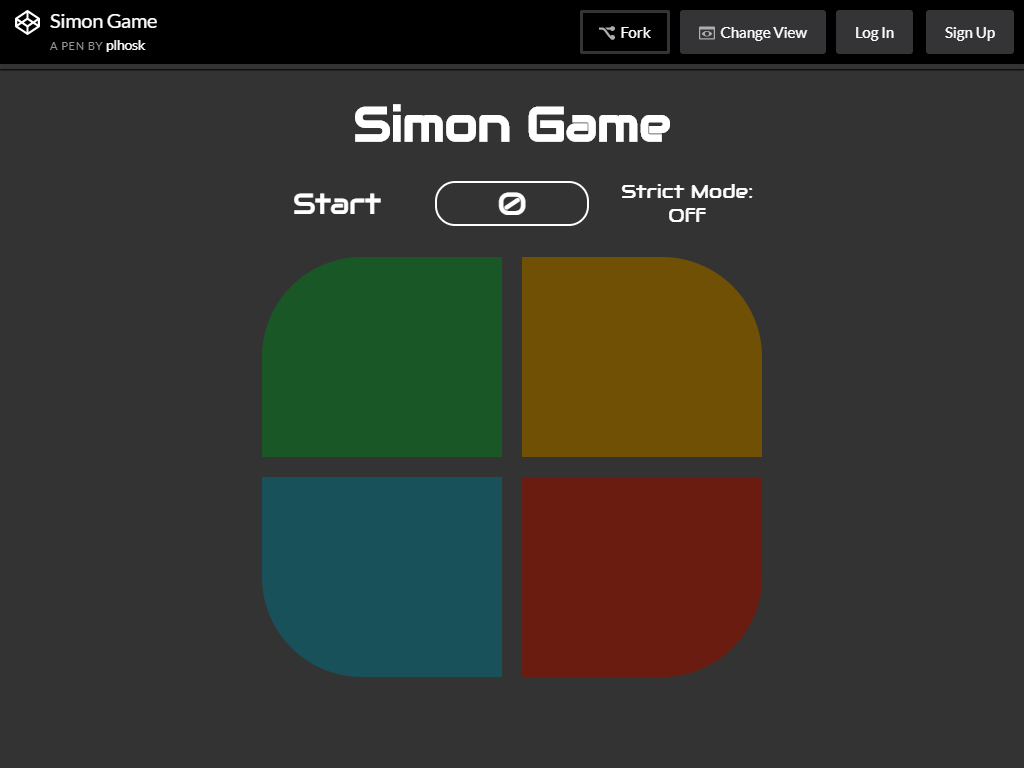 Simon Game
A PEN BY plhosk
Fork
Change View
Log In
Sign Up
Simon Game
Start
0
Strict Mode:
Off